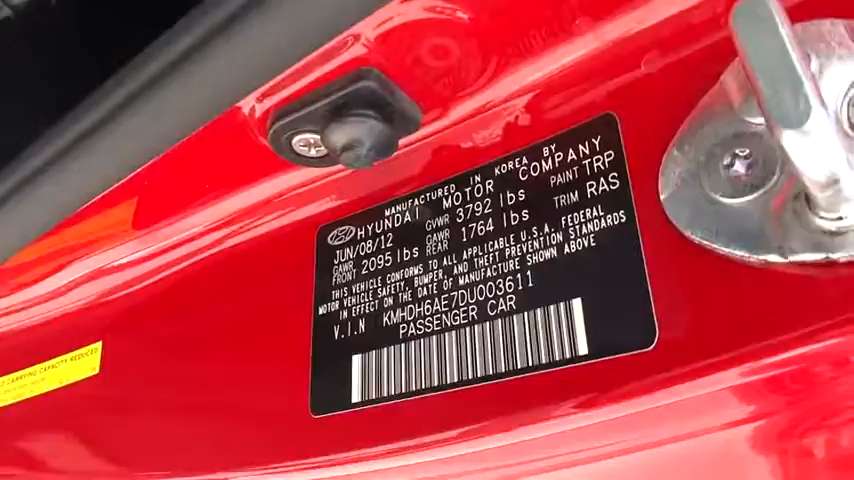 MANUFACTURED IN KOREA BY
HYUNDAI MOTOR COMPANY
JUN/08/12 GVWR 3792 lbs PAINT TRP
GAWR FRONT 2095 lbs GAWR REAR 1764 lbs TRIM RAS
THIS VEHICLE CONFORMS TO ALL APPLICABLE U.S.A. FEDERAL
MOTOR VEHICLE SAFETY, BUMPER, AND THEFT PREVENTION STANDARDS
IN EFFECT ON THE DATE OF MANUFACTURE SHOWN ABOVE
V.I.N KMHDH6AE7DU003611
PASSENGER CAR
CARRYING CAPACITY REDUCED